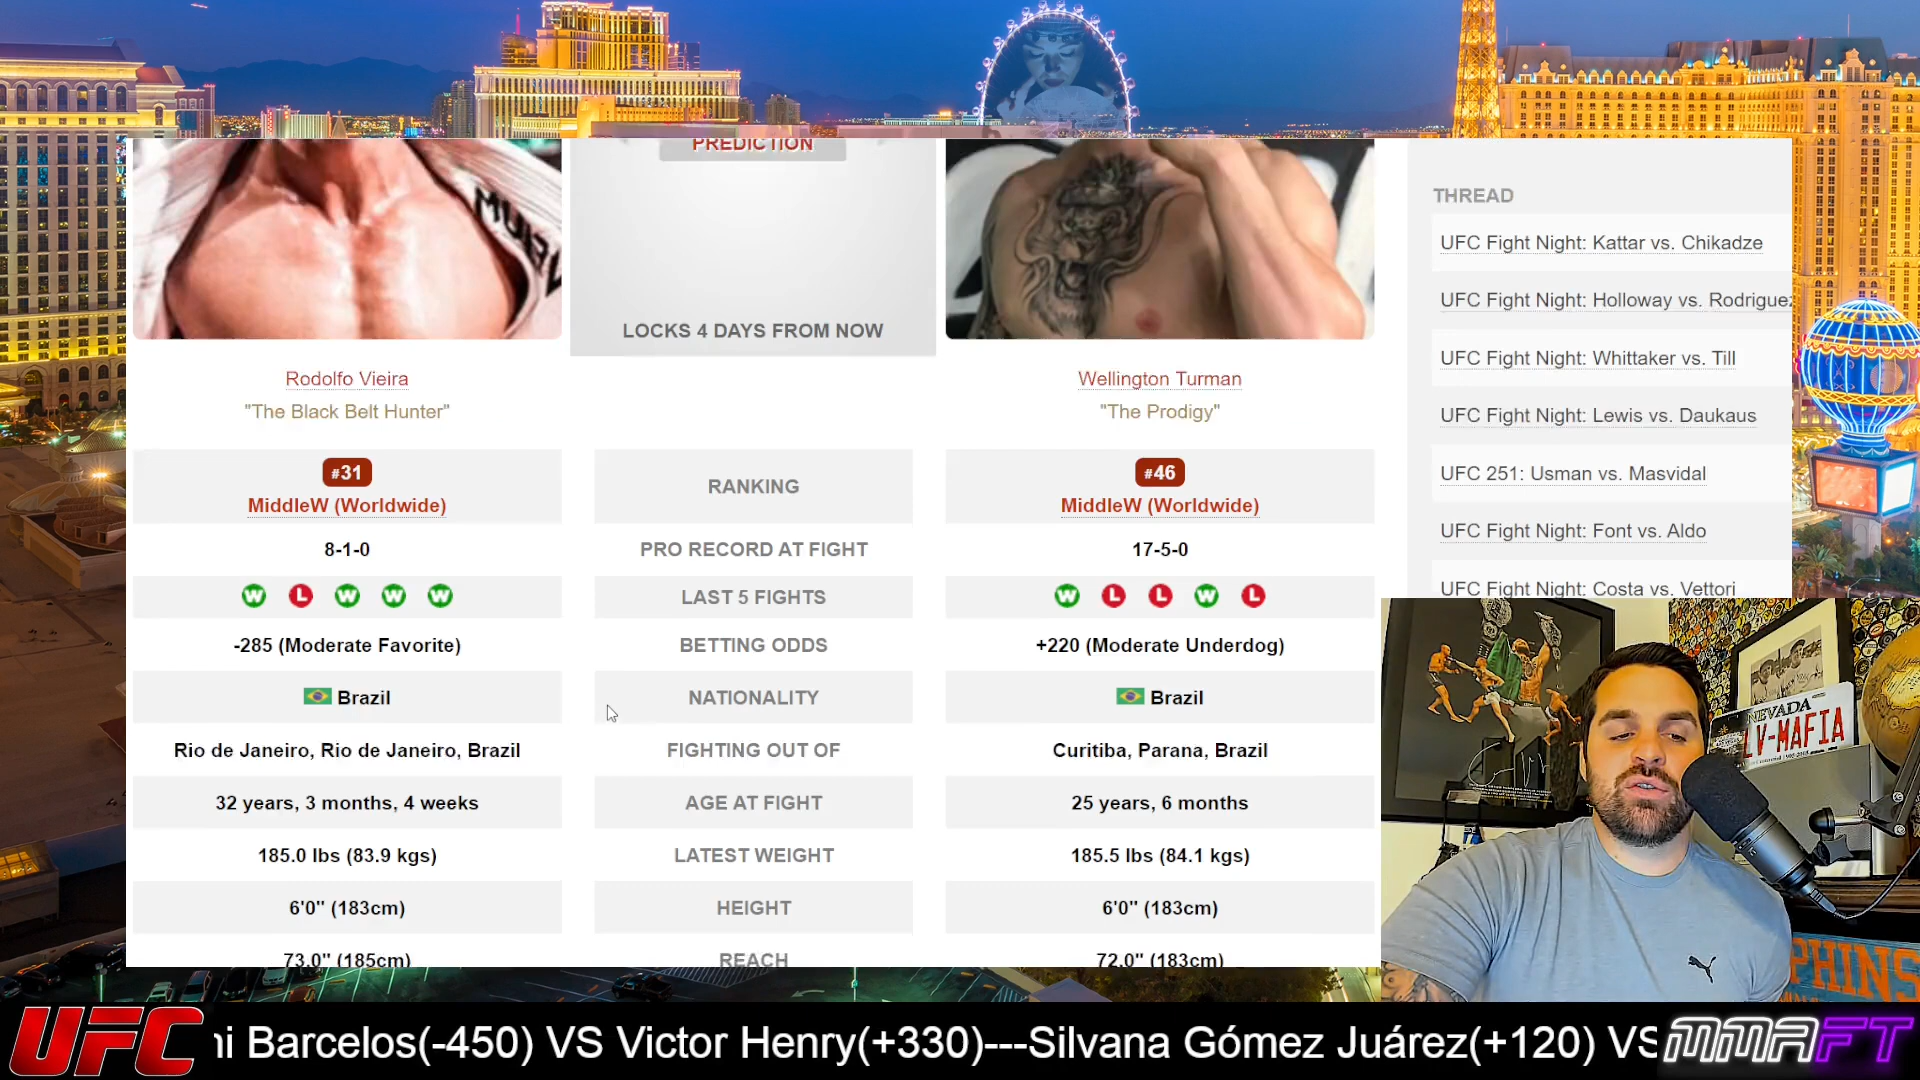 PREDICTION
LOCKS 4 DAYS FROM NOW
Rodolfo Vieira
"The Black Belt Hunter"
Wellington Turman
"The Prodigy"
#31
MiddleW (Worldwide)
RANKING
#46
MiddleW (Worldwide)
8-1-0
PRO RECORD AT FIGHT
17-5-0
W L W W W
LAST 5 FIGHTS
W L L W L
-285 (Moderate Favorite)
BETTING ODDS
+220 (Moderate Underdog)
Brazil
NATIONALITY
Brazil
Rio de Janeiro, Rio de Janeiro, Brazil
FIGHTING OUT OF
Curitiba, Parana, Brazil
32 years, 3 months, 4 weeks
AGE AT FIGHT
25 years, 6 months
185.0 lbs (83.9 kgs)
LATEST WEIGHT
185.5 lbs (84.1 kgs)
6'0" (183cm)
HEIGHT
6'0" (183cm)
73.0" (185cm)
REACH
72.0" (183cm)
THREAD
UFC Fight Night: Kattar vs. Chikadze
UFC Fight Night: Holloway vs. Rodriguez
UFC Fight Night: Whittaker vs. Till
UFC Fight Night: Lewis vs. Daukaus
UFC 251: Usman vs. Masvidal
UFC Fight Night: Font vs. Aldo
UFC Fight Night: Costa vs. Vettori
NEVADA
LV-MAFIA
PHINS
UFC
ni Barcelos(-450) VS Victor Henry(+330)---Silvana Gómez Juárez(+120) VS
MMAFT